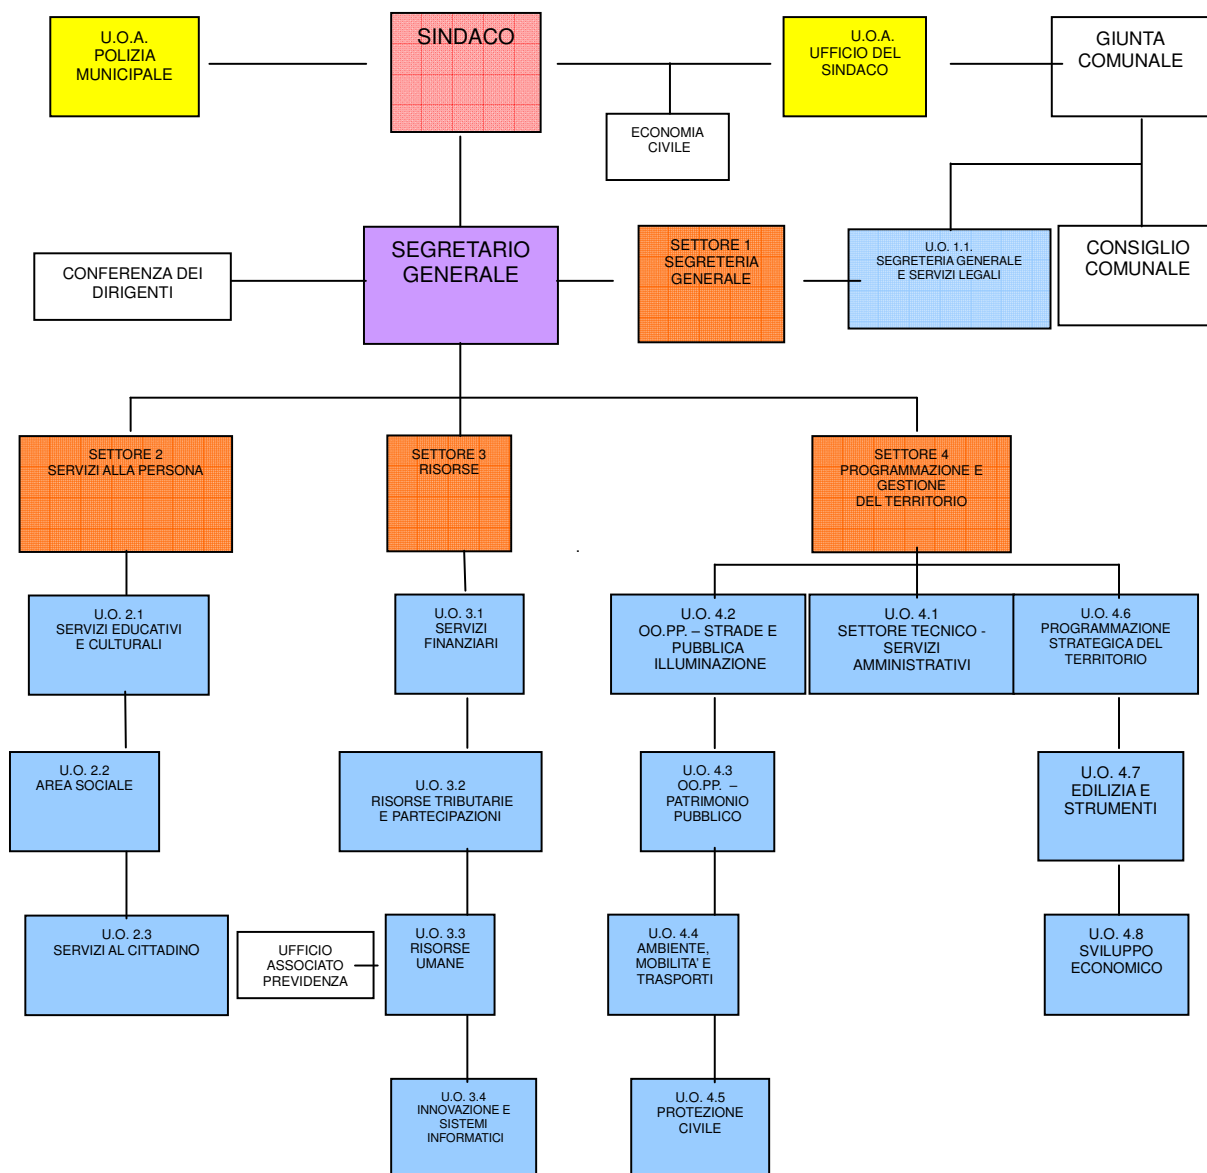 U.O.A.
POLIZIA
MUNICIPALE
SINDACO
U.O.A.
UFFICIO DEL
SINDACO
GIUNTA
COMUNALE
ECONOMIA
CIVILE
CONFERENZA DEI
DIRIGENTI
SEGRETARIO
GENERALE
SETTORE 1
SEGRETERIA
GENERALE
U.O. 1.1.
SEGRETERIA GENERALE
E SERVIZI LEGALI
CONSIGLIO
COMUNALE
SETTORE 2
SERVIZI ALLA PERSONA
SETTORE 3
RISORSE
SETTORE 4
PROGRAMMAZIONE E
GESTIONE
DEL TERRITORIO
U.O. 2.1
SERVIZI EDUCATIVI
E CULTURALI
U.O. 3.1
SERVIZI
FINANZIARI
U.O. 4.2
OO.PP. – STRADE E
PUBBLICA
ILLUMINAZIONE
U.O. 4.1
SETTORE TECNICO -
SERVIZI
AMMINISTRATIVI
U.O. 4.6
PROGRAMMAZIONE
STRATEGICA DEL
TERRITORIO
U.O. 2.2
AREA SOCIALE
U.O. 3.2
RISORSE TRIBUTARIE
E PARTECIPAZIONI
U.O. 4.3
OO.PP. –
PATRIMONIO
PUBBLICO
U.O. 4.7
EDILIZIA E
STRUMENTI
U.O. 2.3
SERVIZI AL CITTADINO
UFFICIO
ASSOCIATO
PREVIDENZA
U.O. 3.3
RISORSE
UMANE
U.O. 4.4
AMBIENTE,
MOBILITA' E
TRASPORTI
U.O. 4.8
SVILUPPO
ECONOMICO
U.O. 3.4
INNOVAZIONE E
SISTEMI
INFORMATICI
U.O. 4.5
PROTEZIONE
CIVILE